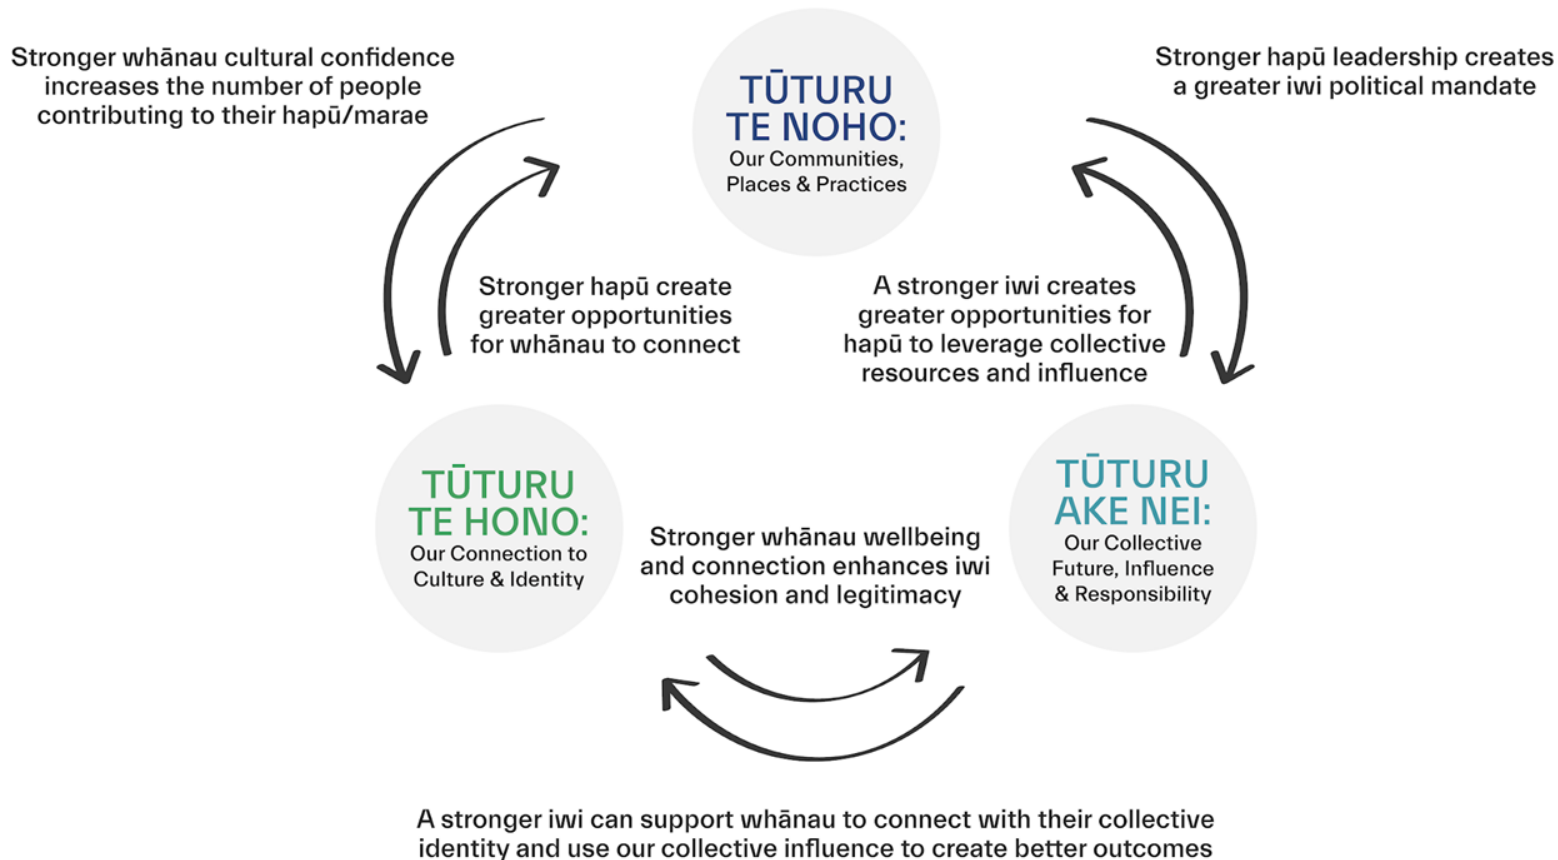 Stronger whānau cultural confidence
increases the number of people
contributing to their hapū/marae
TŪTURU
TE NOHO:
Our Communities,
Places & Practices
Stronger hapū leadership creates
a greater iwi political mandate
Stronger hapū create
greater opportunities
for whānau to connect
A stronger iwi creates
greater opportunities for
hapū to leverage collective
resources and influence
TŪTURU
TE HONO:
Our Connection to
Culture & Identity
Stronger whānau wellbeing
and connection enhances iwi
cohesion and legitimacy
TŪTURU
AKE NEI:
Our Collective
Future, Influence
& Responsibility
A stronger iwi can support whānau to connect with their collective
identity and use our collective influence to create better outcomes